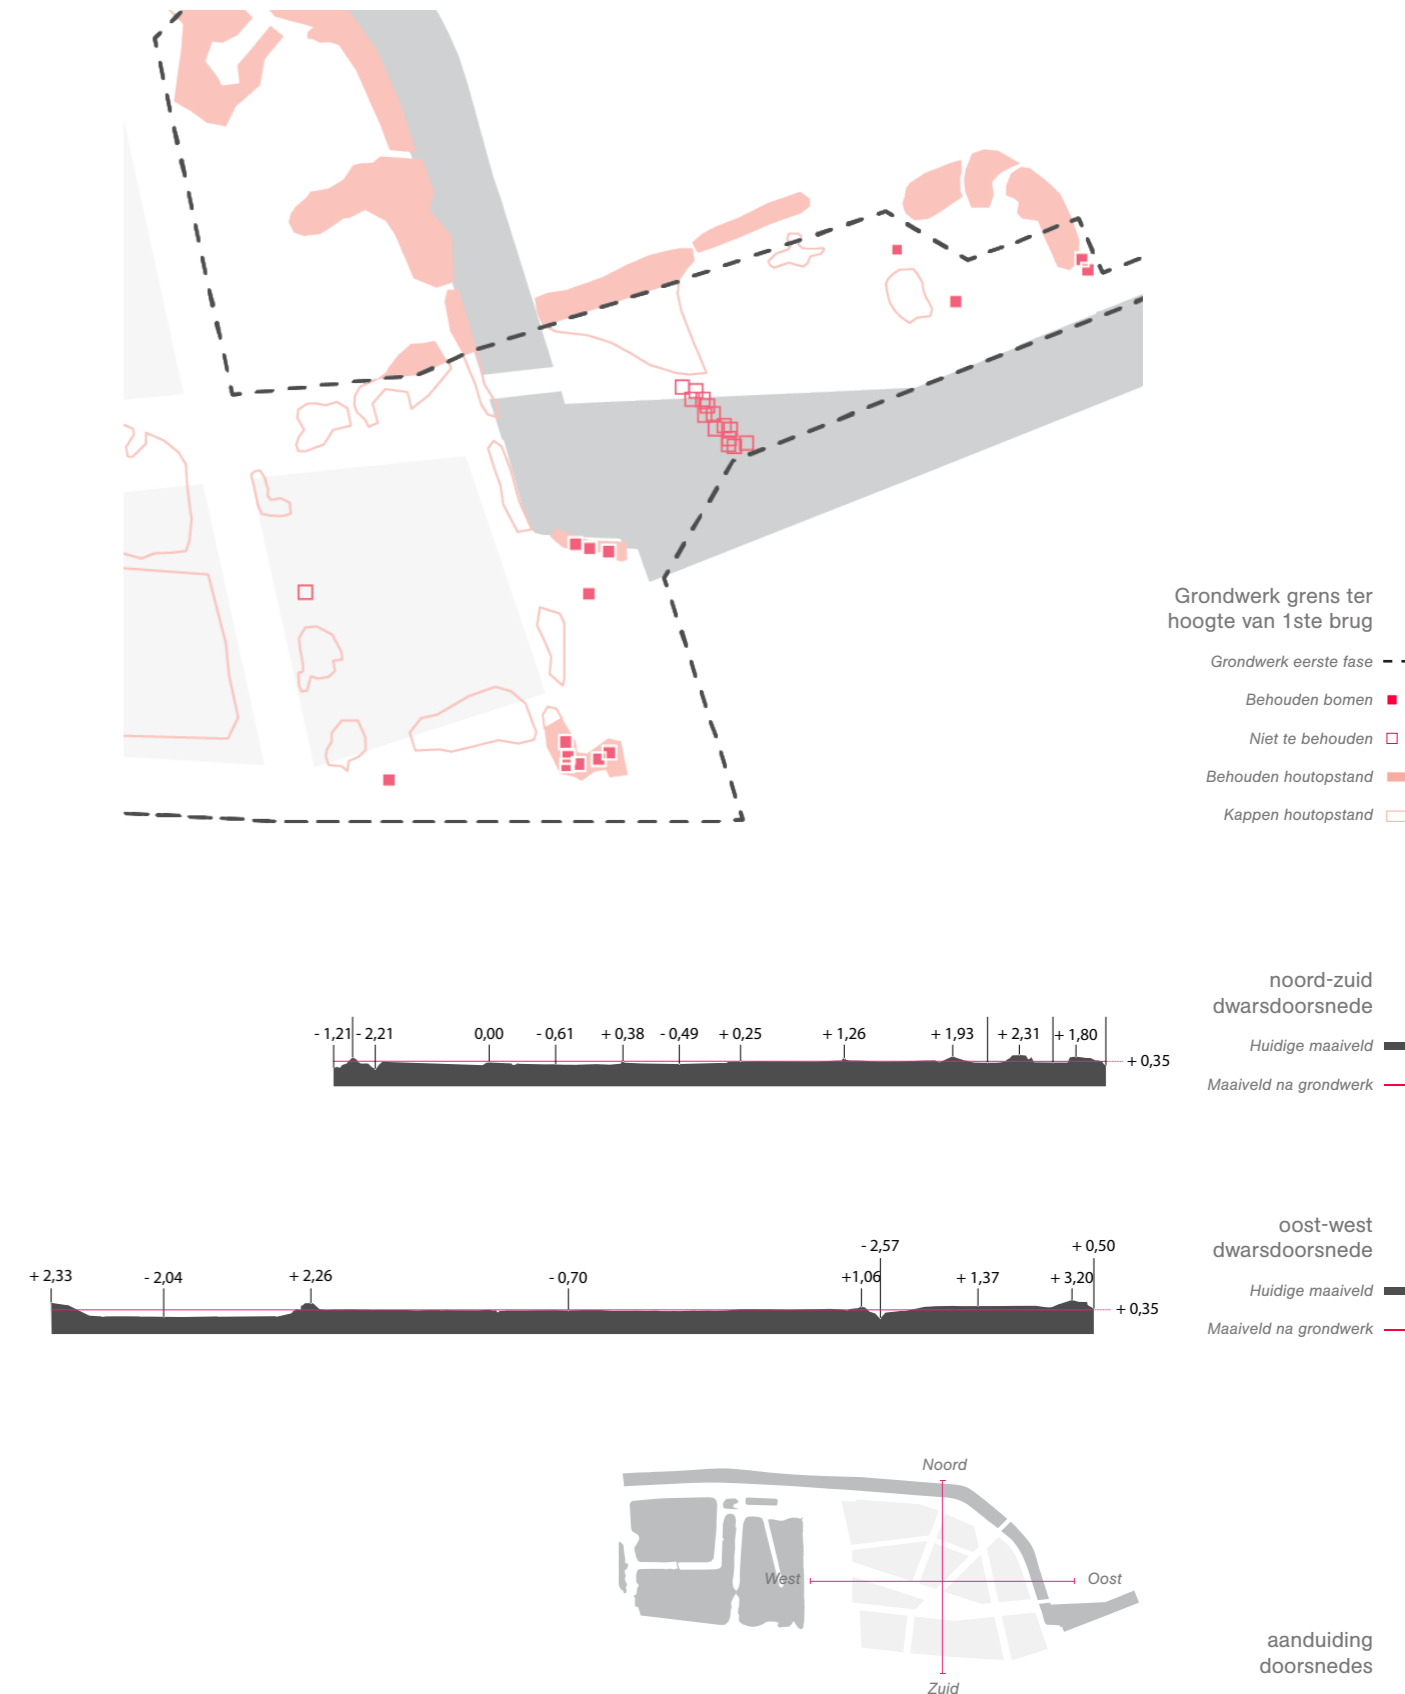 Grondwerk grens ter
hoogte van 1ste brug
Grondwerk eerste fase
Behouden bomen
Niet te behouden
Behouden houtopstand
Kappen houtopstand
noord-zuid
dwarsdoorsnede
- 1,21 - 2,21 0,00 - 0,61 + 0,38 - 0,49 + 0,25 + 1,26 + 1,93 + 2,31 + 1,80
Huidige maaiveld
+ 0,35
Maaiveld na grondwerk
oost-west
dwarsdoorsnede
- 2,57 + 0,50
+ 2,33 - 2,04 + 2,26 - 0,70 +1,06 + 1,37 + 3,20
Huidige maaiveld
+ 0,35
Maaiveld na grondwerk
Noord
West Oost
Zuid
aanduiding
doorsnedes